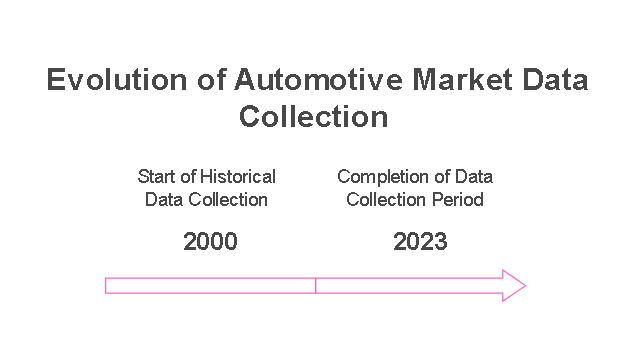 Evolution of Automotive Market Data
Collection
Start of Historical
Data Collection
2000
Completion of Data
Collection Period
2023